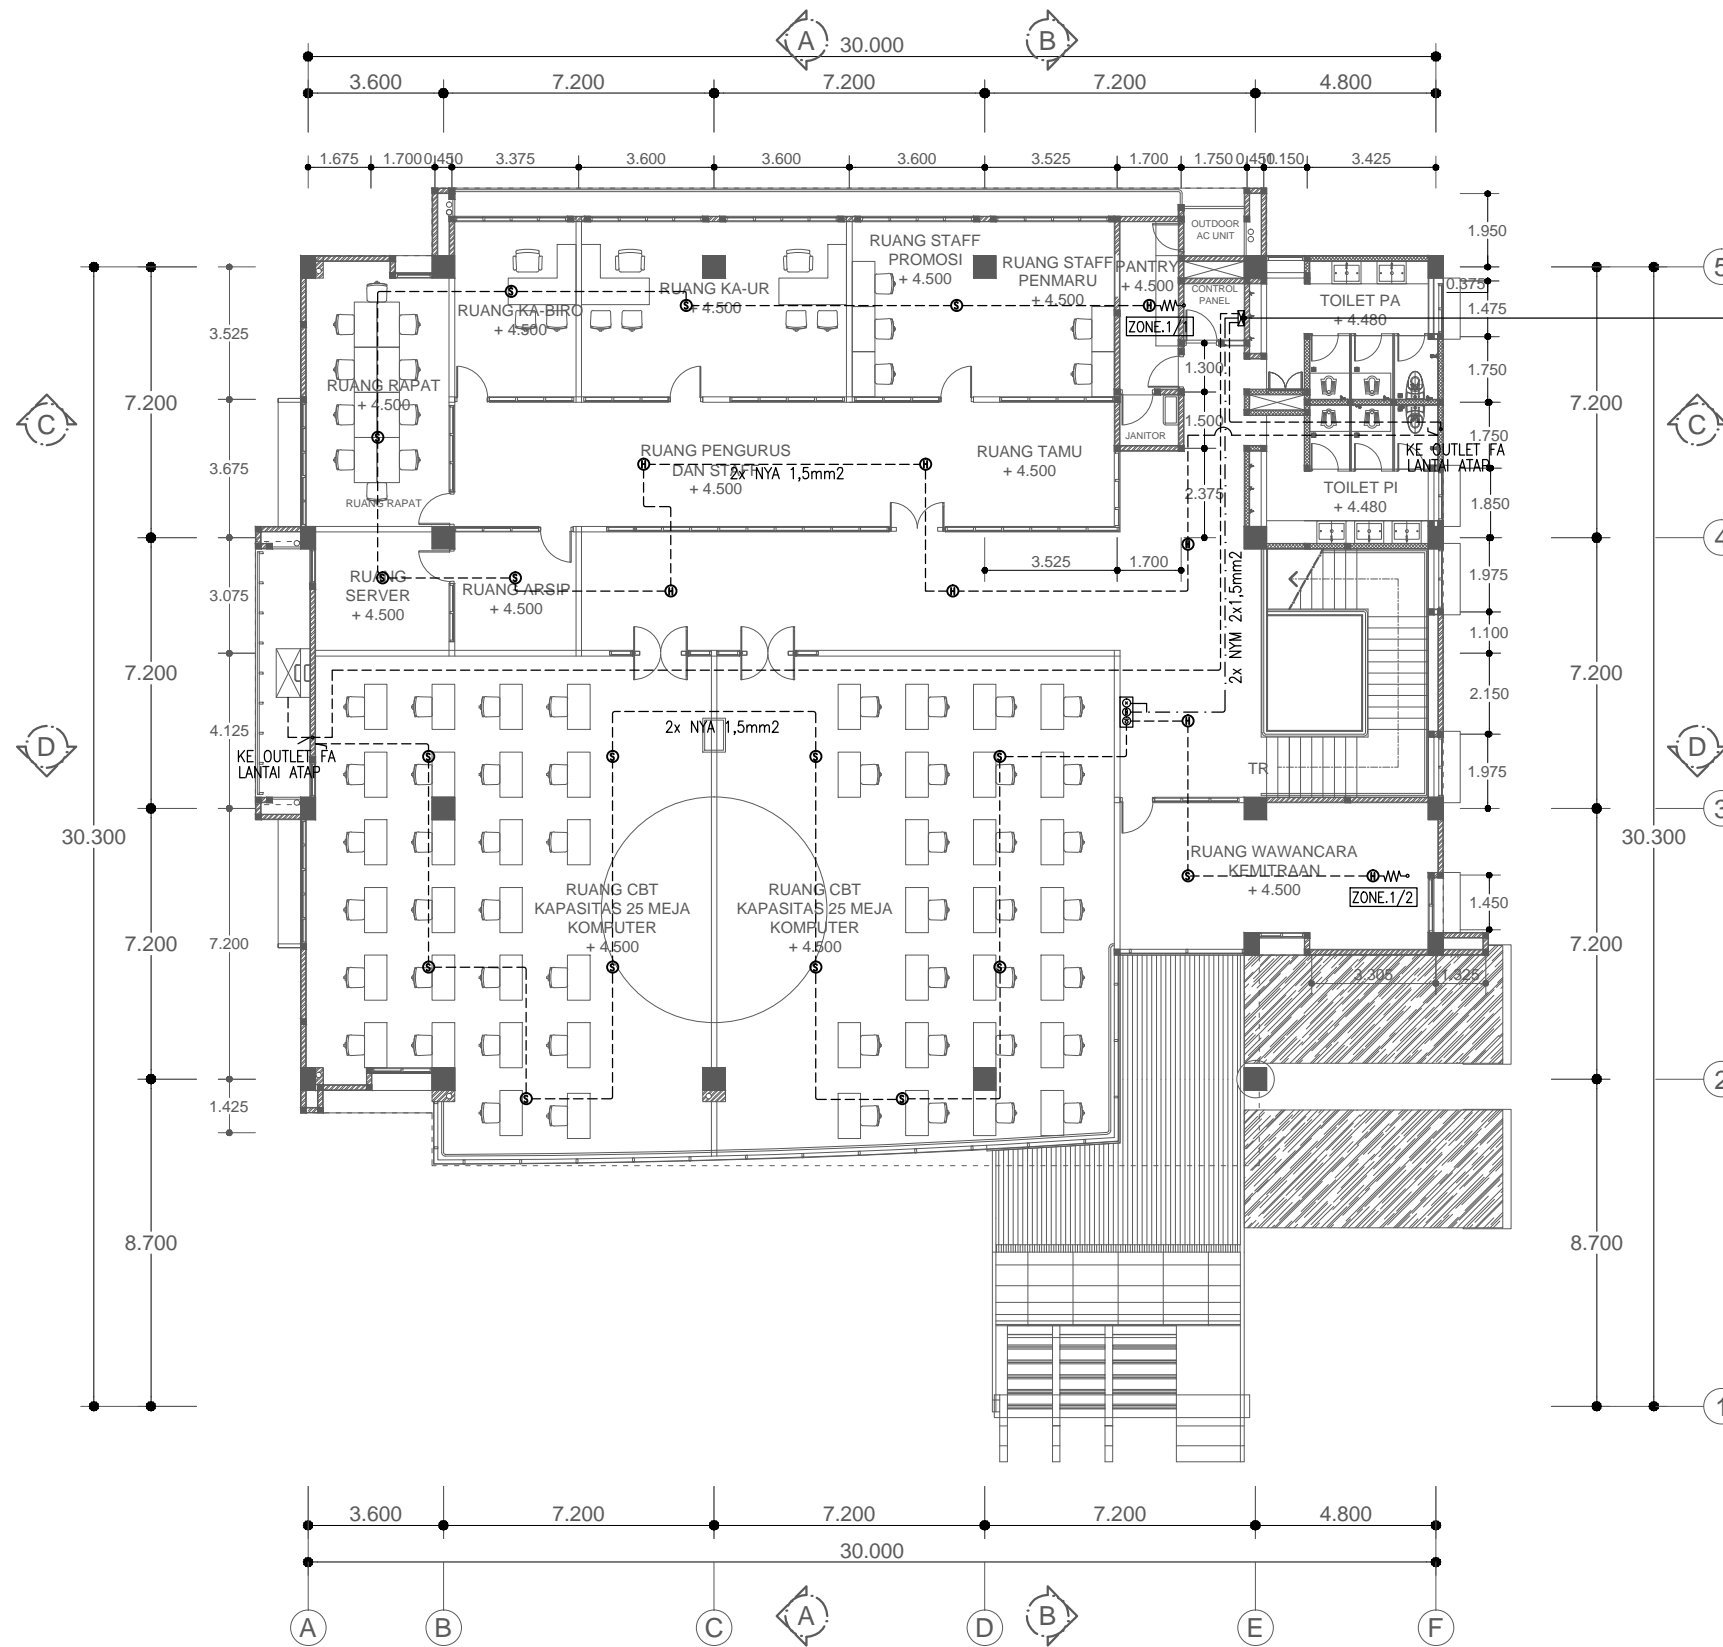 A
B
30.000
3.600
7.200
7.200
7.200
4.800
1.675
1.700
0.450
3.375
3.600
3.600
3.600
3.525
1.700
1.750
0.450
1.150
3.425
OUTDOOR
AC UNIT
1.950
RUANG STAFF
PROMOSI
+ 4.500
RUANG STAFF
PENMARU
+ 4.500
PANTRY
+ 4.500
CONTROL
PANEL
5
TOILET PA
+ 4.480
0.375
1.475
RUANG KA-BIRO
+ 4.500
RUANG KA-UR
+ 4.500
H
ZONE.1/1
S
S
S
3.525
RUANG RAPAT
+ 4.500
1.300
1.750
7.200
7.200
C
C
S
1.500
JANITOR
1.750
KE OUTLET FA
LANTAI ATAP
RUANG PENGURUS
DAN STAFF
+ 4.500
2x NYA 1,5mm2
H
H
RUANG TAMU
+ 4.500
3.675
RUANG RAPAT
2.375
TOILET PI
+ 4.480
1.850
4
H
3.525
1.700
1.975
RUANG
SERVER
+ 4.500
S
S
RUANG ARSIP
+ 4.500
H
H
3.075
2x NYM 2x1,5mm2
1.100
7.200
7.200
2.150
D
D
4.125
KE OUTLET FA
LANTAI ATAP
2x NYA 1,5mm2
H
S
S
S
S
TR
1.975
3
30.300
30.300
RUANG WAWANCARA
KEMITRAAN
+ 4.500
S
H
ZONE.1/2
1.450
RUANG CBT
KAPASITAS 25 MEJA
KOMPUTER
+ 4.500
RUANG CBT
KAPASITAS 25 MEJA
KOMPUTER
+ 4.500
7.200
7.200
7.200
S
S
S
S
3.305
1.325
2
1.425
S
S
8.700
8.700
1
3.600
7.200
7.200
7.200
4.800
30.000
A
B
C
D
E
F
A
B